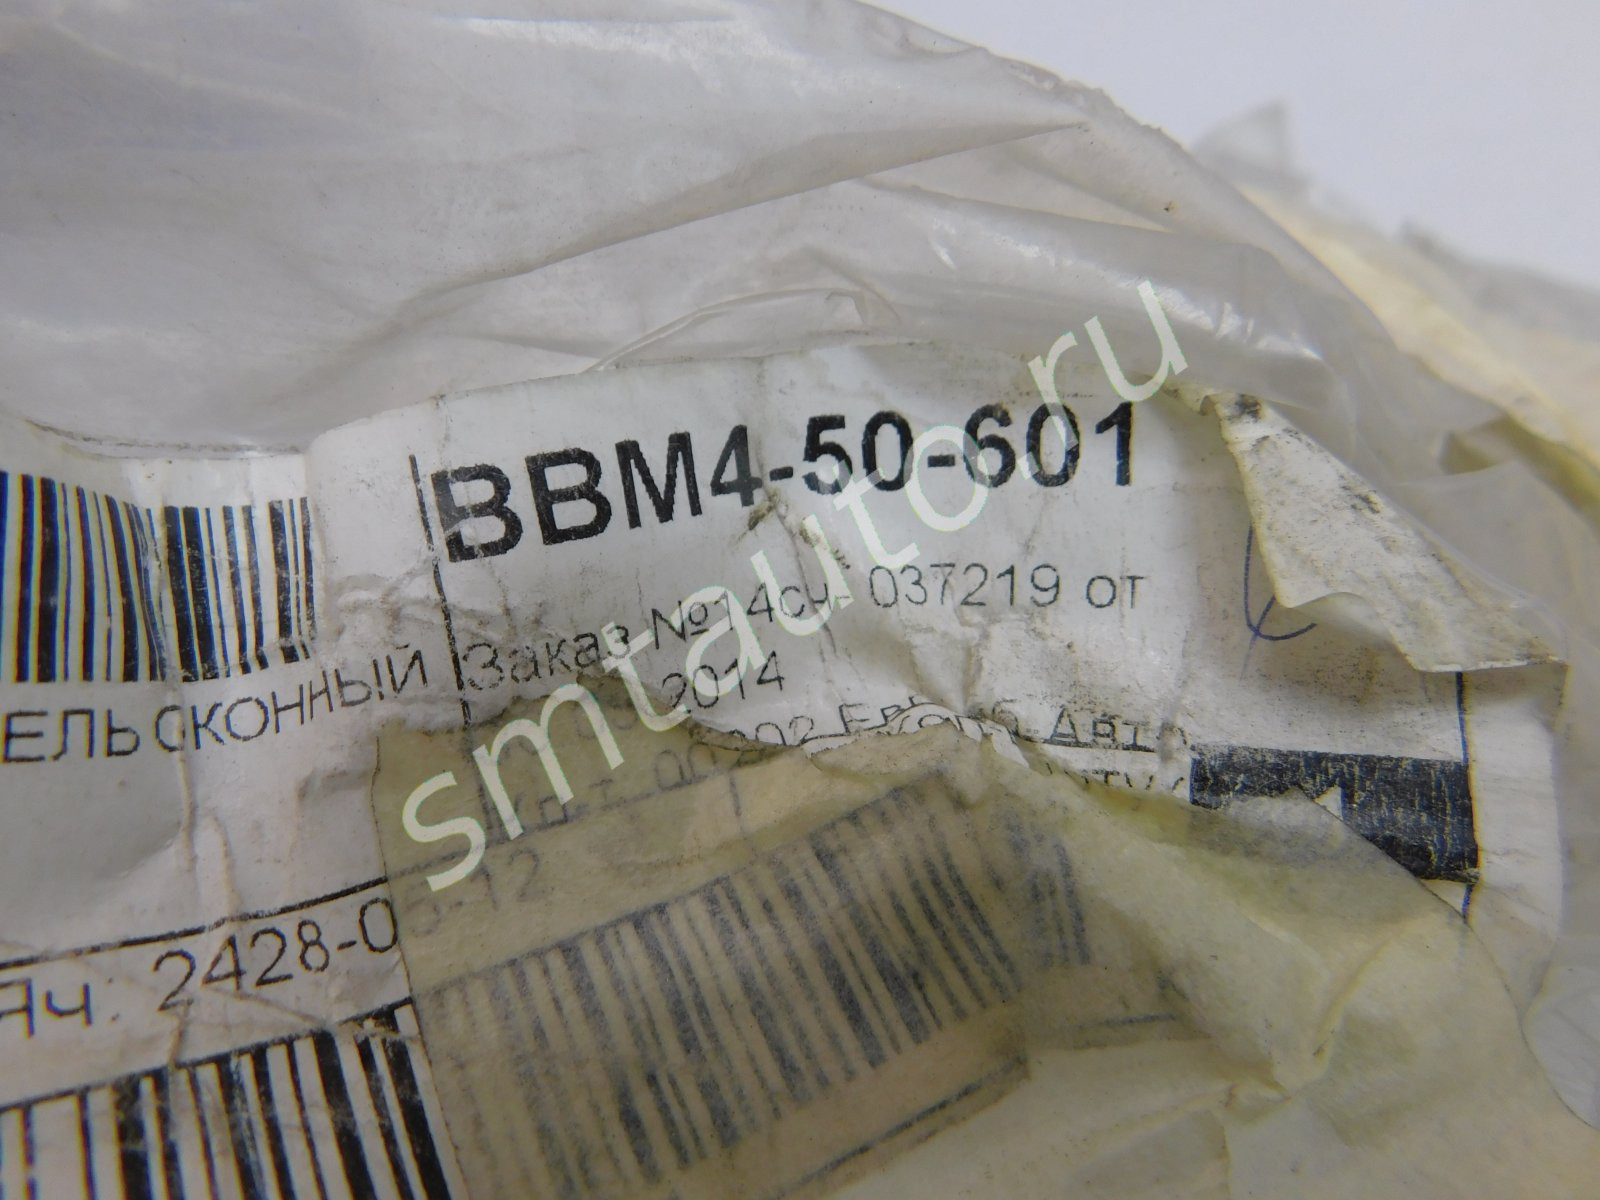 BBM4-50-601
Заказ №14сч- 037219 от
2014
ЕЛЬСКОННЫЙ
Яч. 2428-0
smtauto.ru